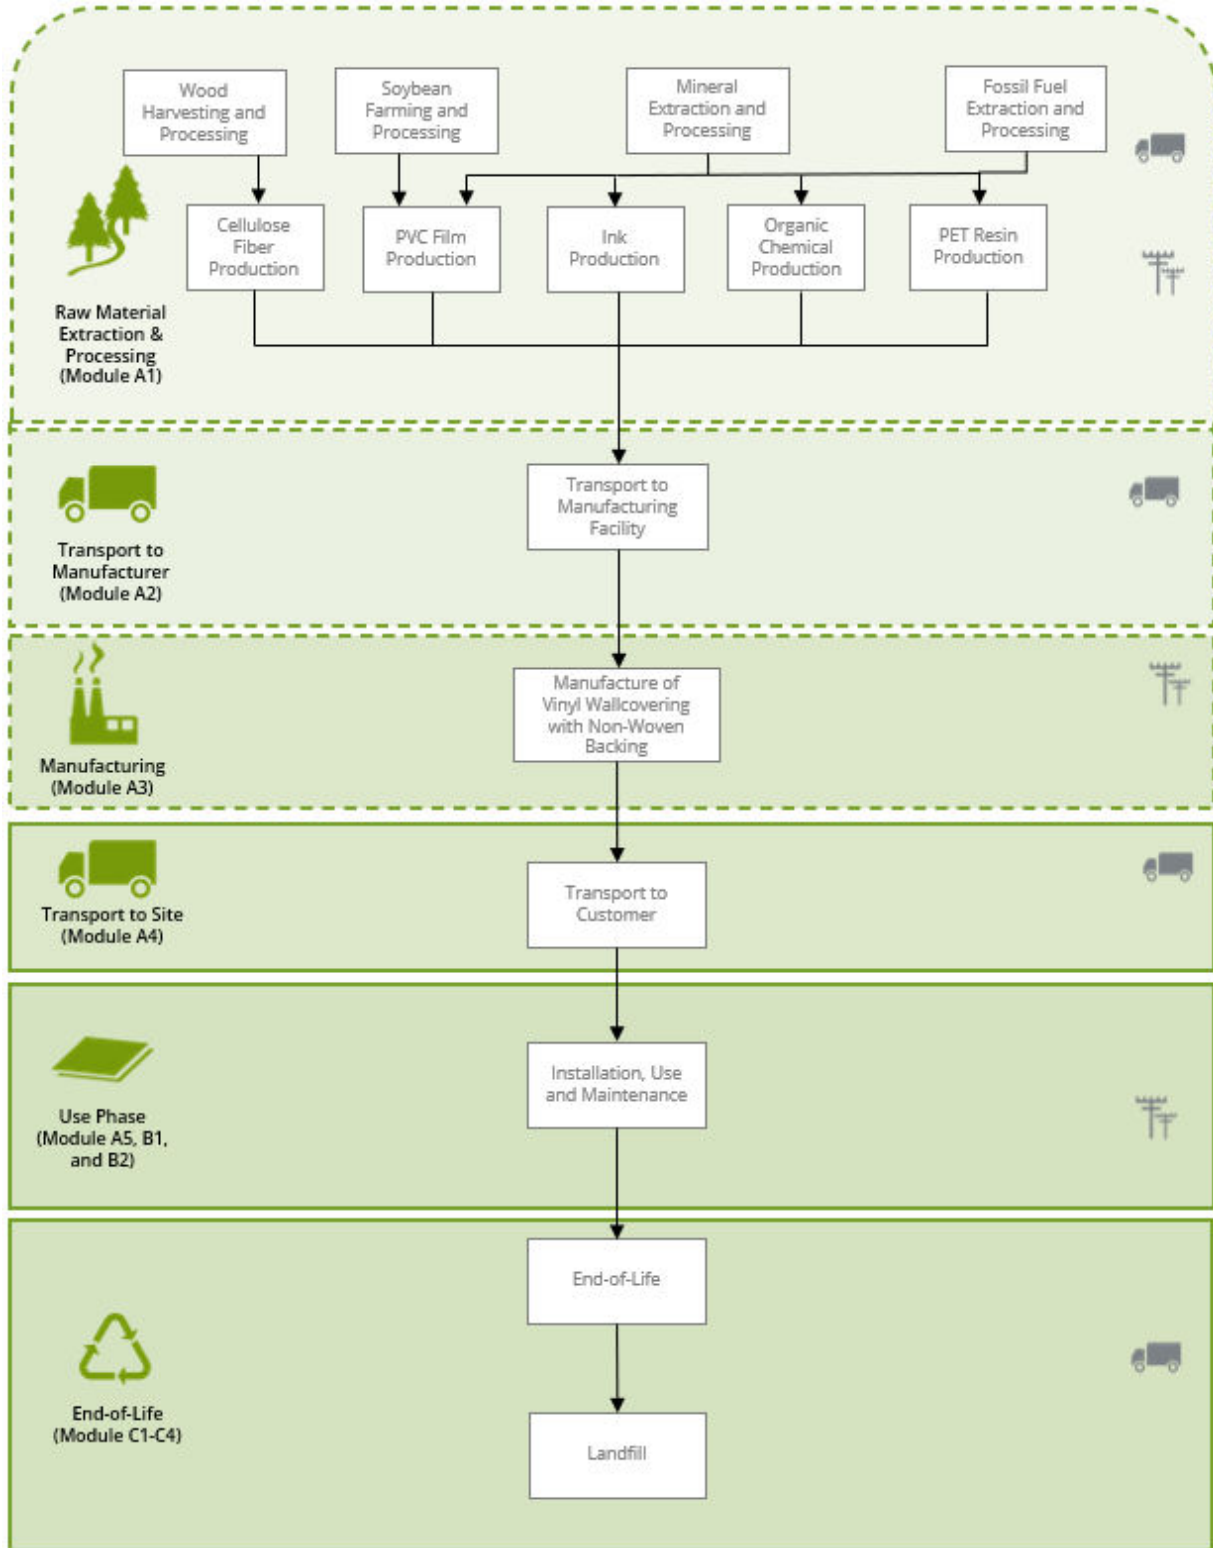 Wood
Harvesting and
Processing
Soybean
Farming and
Processing
Mineral
Extraction and
Processing
Fossil Fuel
Extraction and
Processing
Cellulose
Fiber
Production
PVC Film
Production
Ink
Production
Organic
Chemical
Production
PET Resin
Production
Raw Material
Extraction &
Processing
(Module A1)
Transport to
Manufacturing
Facility
Transport to
Manufacturer
(Module A2)
Manufacture of
Vinyl Wallcovering
with Non-Woven
Backing
Manufacturing
(Module A3)
Transport to
Customer
Transport to Site
(Module A4)
Installation, Use
and Maintenance
Use Phase
(Module A5, B1,
and B2)
End-of-Life
End-of-Life
(Module C1-C4)
Landfill